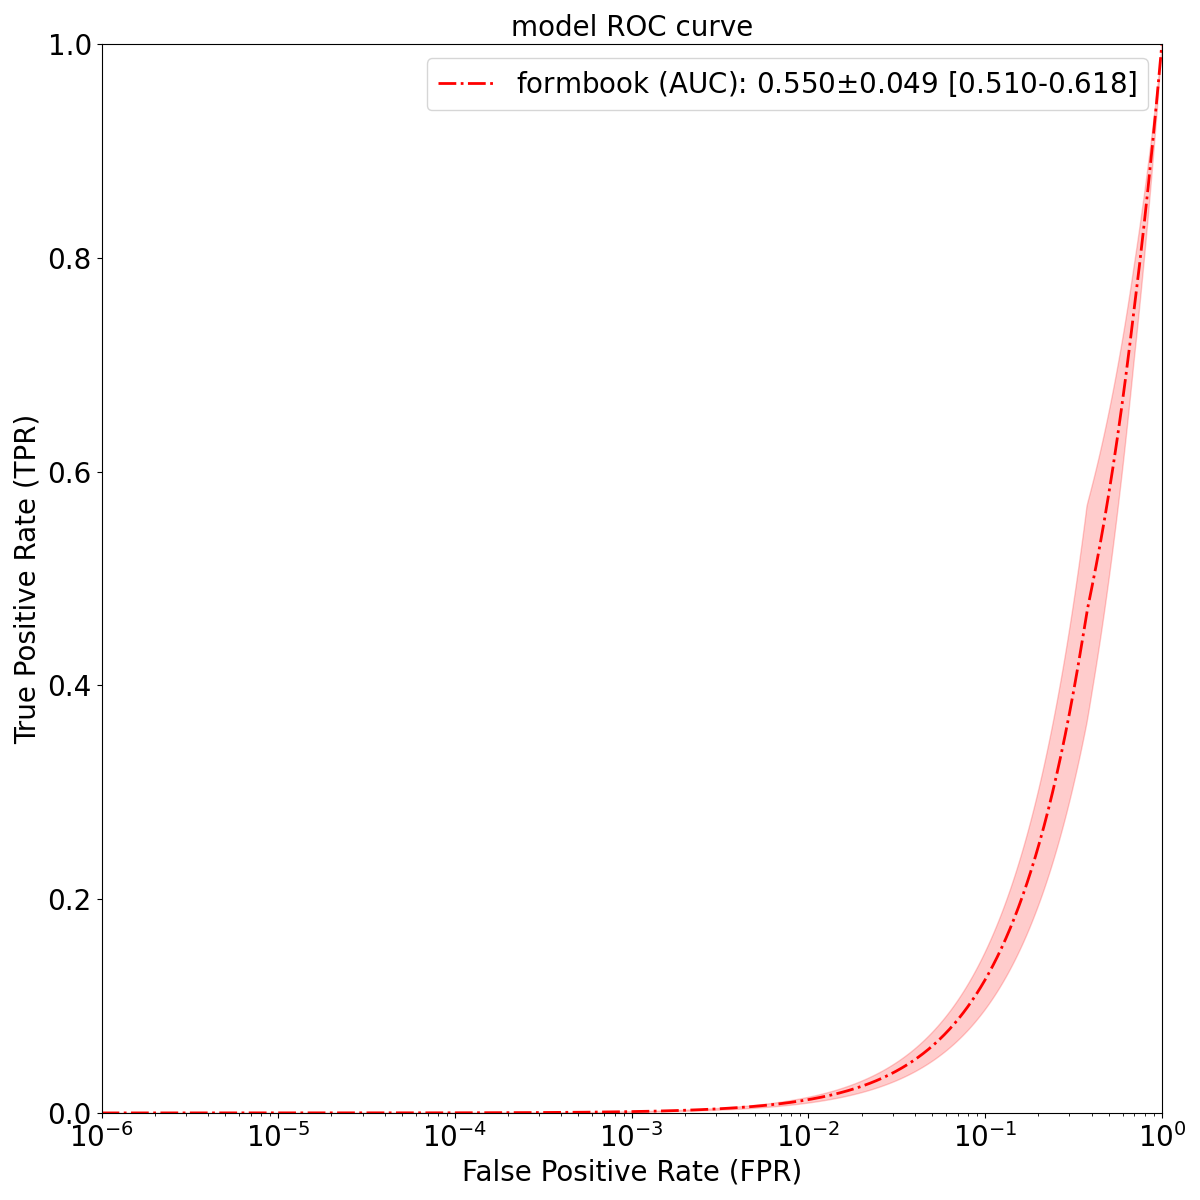 model ROC curve
formbook (AUC): 0.550±0.049 [0.510-0.618]
1.0
0.8
0.6
0.4
0.2
0.0
True Positive Rate (TPR)
10⁻⁶ 10⁻⁵ 10⁻⁴ 10⁻³ 10⁻² 10⁻¹ 10⁰
False Positive Rate (FPR)